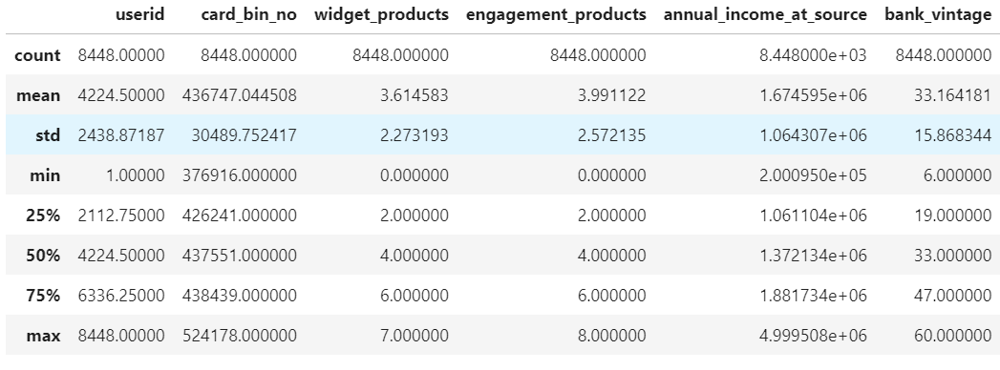 userid card_bin_no widget_products engagement_products annual_income_at_source bank_vintage
count 8448.00000 8448.000000 8448.000000 8448.000000 8.448000e+03 8448.000000
mean 4224.50000 436747.044508 3.614583 3.991122 1.674595e+06 33.164181
std 2438.87187 30489.752417 2.273193 2.572135 1.064307e+06 15.868344
min 1.00000 376916.000000 0.000000 0.000000 2.000950e+05 6.000000
25% 2112.75000 426241.000000 2.000000 2.000000 1.061104e+06 19.000000
50% 4224.50000 437551.000000 4.000000 4.000000 1.372134e+06 33.000000
75% 6336.25000 438439.000000 6.000000 6.000000 1.881734e+06 47.000000
max 8448.00000 524178.000000 7.000000 8.000000 4.999508e+06 60.000000